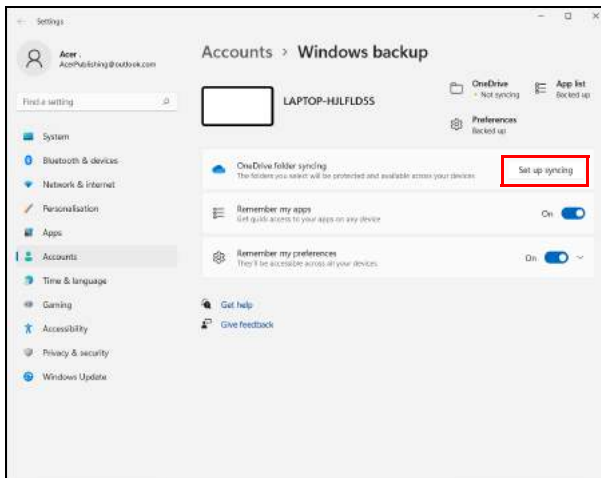 Settings
Acer .
AcerPublishing@outlook.com
Find a setting
System
Bluetooth & devices
Network & internet
Personalisation
Apps
Accounts
Time & language
Gaming
Accessibility
Privacy & security
Windows Update
Accounts > Windows backup
LAPTOP-HJLFLD5S
OneDrive
• Not syncing
App list
Backed up
Preferences
Backed up
OneDrive folder syncing
The folders you select will be protected and available across your devices
Set up syncing
Remember my apps
Get quick access to your apps on any device
On
Remember my preferences
They'll be accessible across all your devices
On
Get help
Give feedback